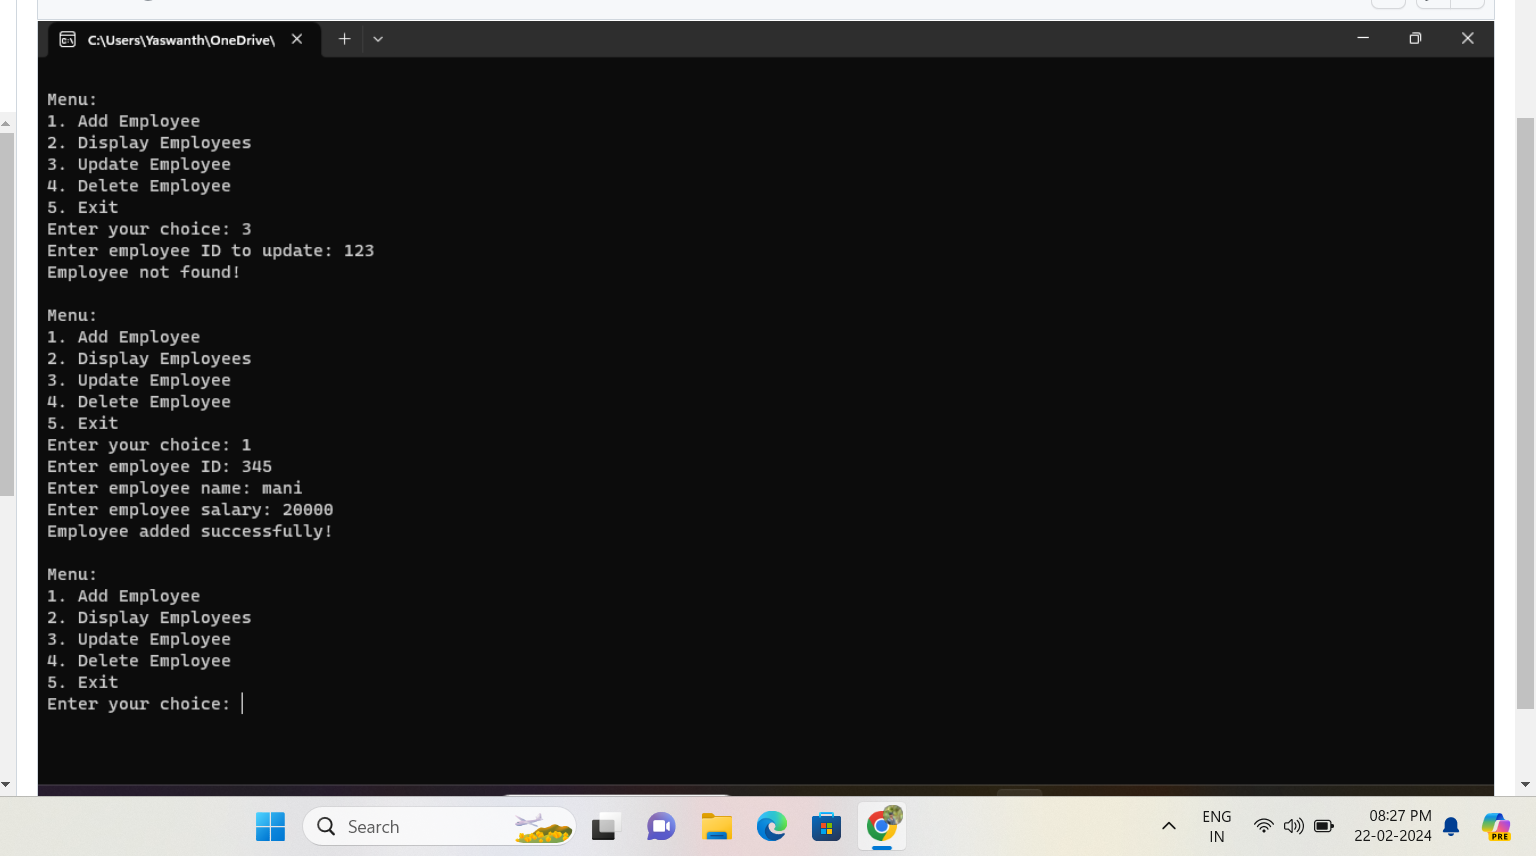 C:\Users\Yaswanth\OneDrive\
Menu:
1. Add Employee
2. Display Employees
3. Update Employee
4. Delete Employee
5. Exit
Enter your choice: 3
Enter employee ID to update: 123
Employee not found!
Menu:
1. Add Employee
2. Display Employees
3. Update Employee
4. Delete Employee
5. Exit
Enter your choice: 1
Enter employee ID: 345
Enter employee name: mani
Enter employee salary: 20000
Employee added successfully!
Menu:
1. Add Employee
2. Display Employees
3. Update Employee
4. Delete Employee
5. Exit
Enter your choice:
Search
ENG
IN
08:27 PM
22-02-2024
PRE